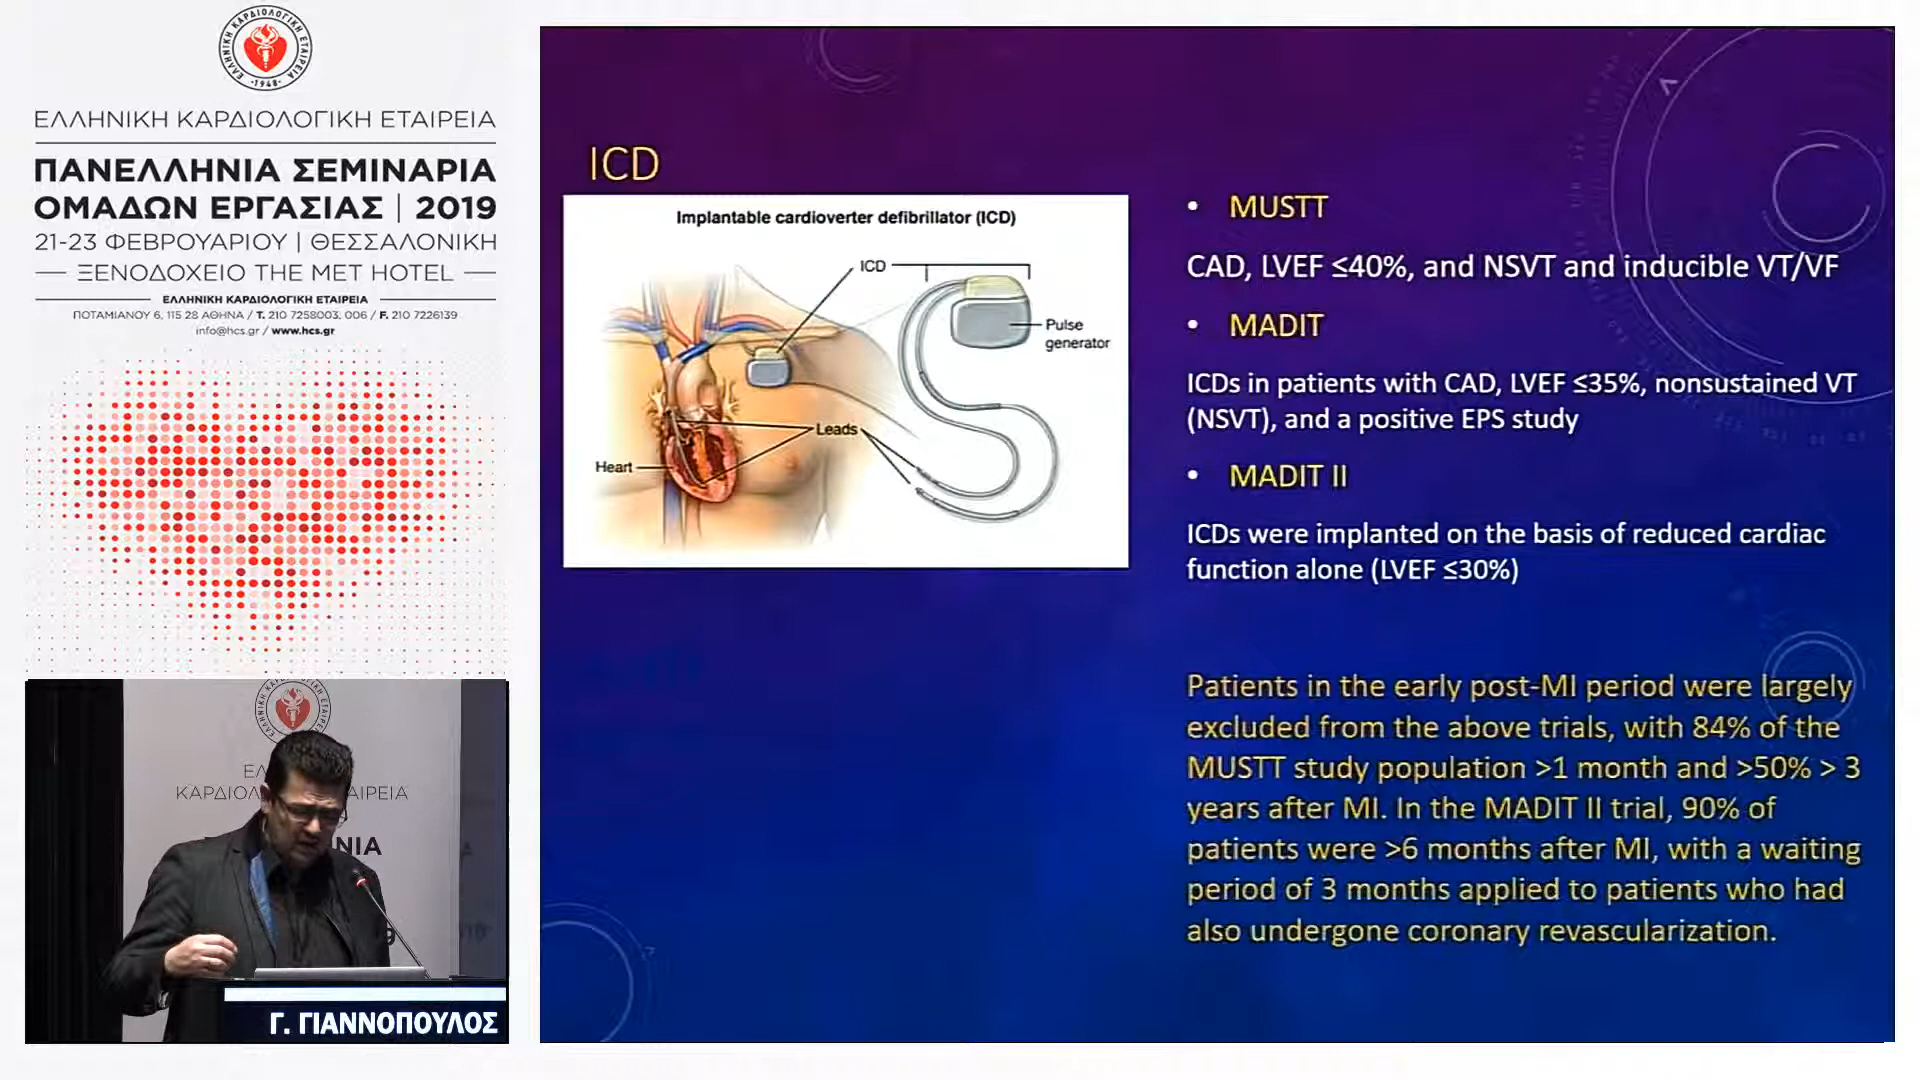 ΕΛΛΗΝΙΚΗ ΚΑΡΔΙΟΛΟΓΙΚΗ ΕΤΑΙΡΕΙΑ
·1948·
ΕΛΛΗΝΙΚΗ ΚΑΡΔΙΟΛΟΓΙΚΗ ΕΤΑΙΡΕΙΑ
ΠΑΝΕΛΛΗΝΙΑ ΣΕΜΙΝΑΡΙΑ
ΟΜΑΔΩΝ ΕΡΓΑΣΙΑΣ | 2019
21-23 ΦΕΒΡΟΥΑΡΙΟΥ | ΘΕΣΣΑΛΟΝΙΚΗ
ΞΕΝΟΔΟΧΕΙΟ THE MET HOTEL
ΕΛΛΗΝΙΚΗ ΚΑΡΔΙΟΛΟΓΙΚΗ ΕΤΑΙΡΕΙΑ
ΠΟΤΑΜΙΑΝΟΥ 6, 115 28 ΑΘΗΝΑ / T. 210 7258003, 006 / F. 210 7226139
info@hcs.gr / www.hcs.gr
ΚΑΡΔΙΟΛ ΑΙΡΕΙΑ
ΝΙΑ
Γ. ΓΙΑΝΝΟΠΟΥΛΟΣ
ICD
Implantable cardioverter defibrillator (ICD)
ICD
Pulse
generator
Leads
Heart
• MUSTT
CAD, LVEF ≤40%, and NSVT and inducible VT/VF
• MADIT
ICDs in patients with CAD, LVEF ≤35%, nonsustained VT
(NSVT), and a positive EPS study
• MADIT II
ICDs were implanted on the basis of reduced cardiac
function alone (LVEF ≤30%)
Patients in the early post-MI period were largely
excluded from the above trials, with 84% of the
MUSTT study population >1 month and >50% > 3
years after MI. In the MADIT II trial, 90% of
patients were >6 months after MI, with a waiting
period of 3 months applied to patients who had
also undergone coronary revascularization.